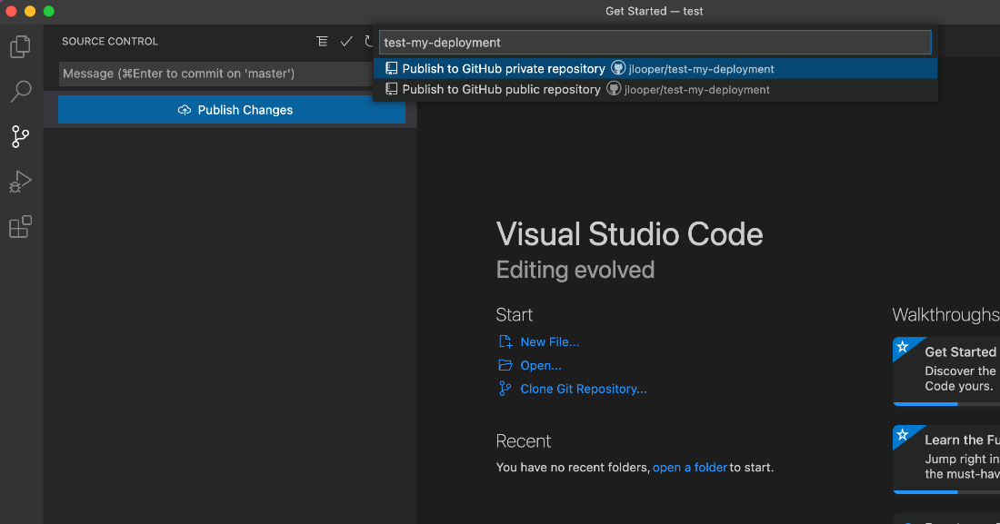 Get Started — test
SOURCE CONTROL
test-my-deployment
Message (⌘Enter to commit on 'master')
Publish to GitHub private repository jlooper/test-my-deployment
Publish to GitHub public repository jlooper/test-my-deployment
Publish Changes
Visual Studio Code
Editing evolved
Start
New File...
Open...
Clone Git Repository...
Recent
You have no recent folders, open a folder to start.
Walkthroughs
Get Started
Discover the
Code yours.
Learn the Fu
Jump right in
the must-hav